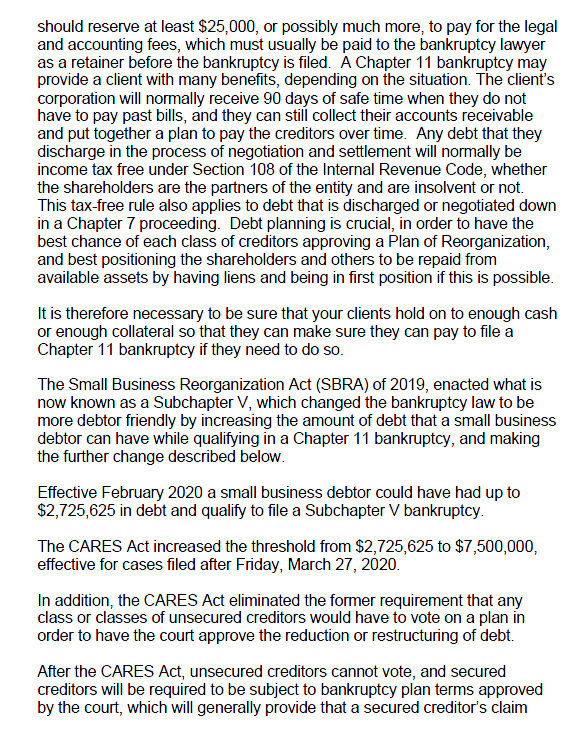 should reserve at least $25,000, or possibly much more, to pay for the legal
and accounting fees, which must usually be paid to the bankruptcy lawyer
as a retainer before the bankruptcy is filed.  A Chapter 11 bankruptcy may
provide a client with many benefits, depending on the situation. The client's
corporation will normally receive 90 days of safe time when they do not
have to pay past bills, and they can still collect their accounts receivable
and put together a plan to pay the creditors over time.  Any debt that they
discharge in the process of negotiation and settlement will normally be
income tax free under Section 108 of the Internal Revenue Code, whether
the shareholders are the partners of the entity and are insolvent or not.
This tax-free rule also applies to debt that is discharged or negotiated down
in a Chapter 7 proceeding.  Debt planning is crucial, in order to have the
best chance of each class of creditors approving a Plan of Reorganization,
and best positioning the shareholders and others to be repaid from
available assets by having liens and being in first position if this is possible.

It is therefore necessary to be sure that your clients hold on to enough cash
or enough collateral so that they can make sure they can pay to file a
Chapter 11 bankruptcy if they need to do so.

The Small Business Reorganization Act (SBRA) of 2019, enacted what is
now known as a Subchapter V, which changed the bankruptcy law to be
more debtor friendly by increasing the amount of debt that a small business
debtor can have while qualifying in a Chapter 11 bankruptcy, and making
the further change described below.

Effective February 2020 a small business debtor could have had up to
$2,725,625 in debt and qualify to file a Subchapter V bankruptcy.

The CARES Act increased the threshold from $2,725,625 to $7,500,000,
effective for cases filed after Friday, March 27, 2020.

In addition, the CARES Act eliminated the former requirement that any
class or classes of unsecured creditors would have to vote on a plan in
order to have the court approve the reduction or restructuring of debt.

After the CARES Act, unsecured creditors cannot vote, and secured
creditors will be required to be subject to bankruptcy plan terms approved
by the court, which will generally provide that a secured creditor's claim